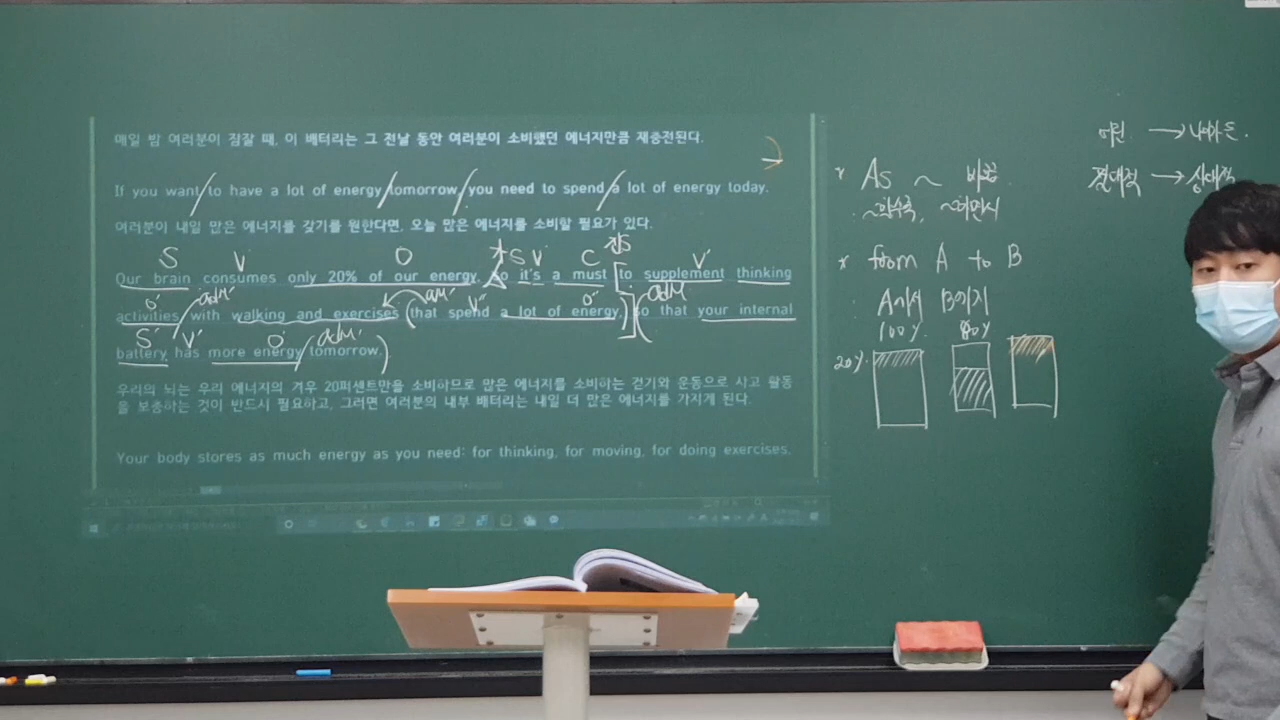 매일 밤 여러분이 잠잘 때, 이 배터리는 그 전날 동안 여러분이 소비했던 에너지만큼 재충전된다.
If you want to have a lot of energy tomorrow, you need to spend a lot of energy today.
여러분이 내일 많은 에너지를 갖기를 원한다면, 오늘 많은 에너지를 소비할 필요가 있다.
S V O S V C V'
Our brain consumes only 20% of our energy, so it's a must to supplement thinking
O' adM' adM' V" O" adM
activities with walking and exercises that spend a lot of energy, so that your internal
S' V' O' adM'
battery has more energy tomorrow.
우리의 뇌는 우리 에너지의 겨우 20퍼센트만을 소비하므로 많은 에너지를 소비하는 걷기와 운동으로 사고 활동
을 보충하는 것이 반드시 필요하고, 그러면 여러분의 내부 배터리는 내일 더 많은 에너지를 가지게 된다.
Your body stores as much energy as you need: for thinking, for moving, for doing exercises.
* As ~
~할수록,
* from A to B
A에서 B까지
100%
20%
어린 →
절대적 → 상대적